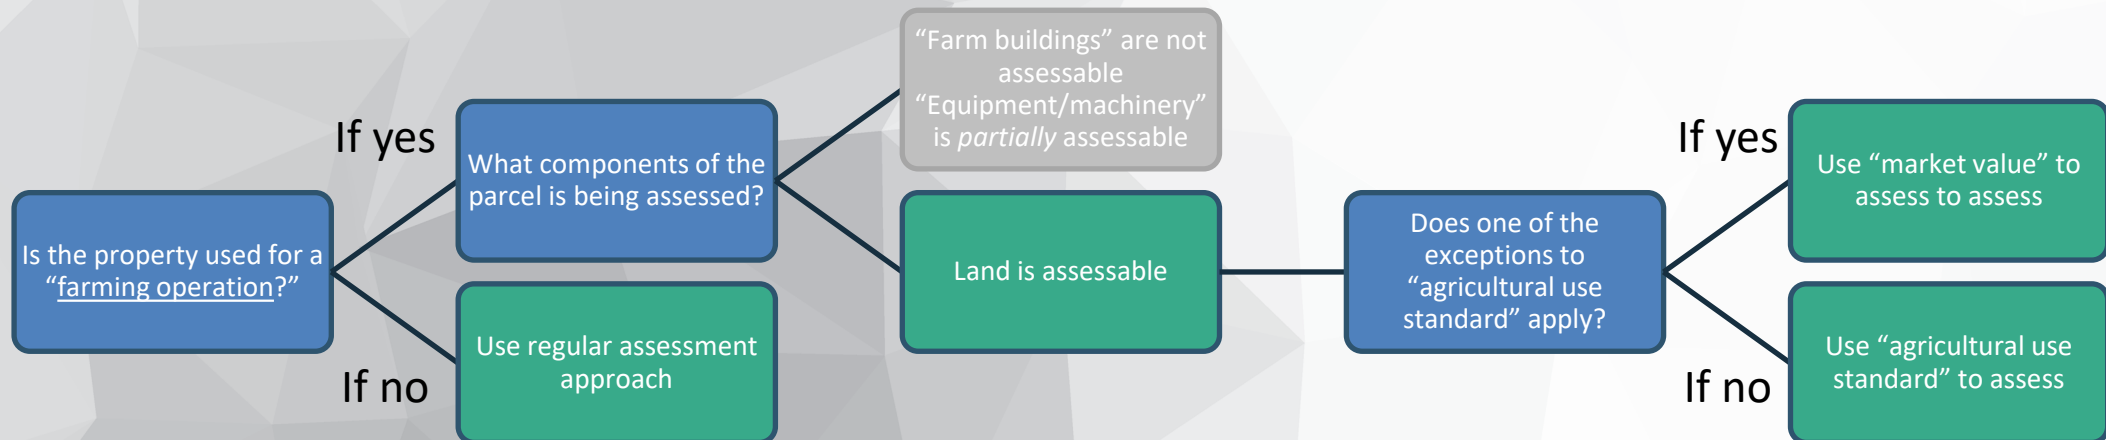 Is the property used for a
“farming operation?”
If yes
What components of the
parcel is being assessed?
If no
Use regular assessment
approach
“Farm buildings” are not
assessable
“Equipment/machinery”
is partially assessable
Land is assessable
Does one of the
exceptions to
“agricultural use
standard” apply?
If yes
Use “market value” to
assess to assess
If no
Use “agricultural use
standard” to assess